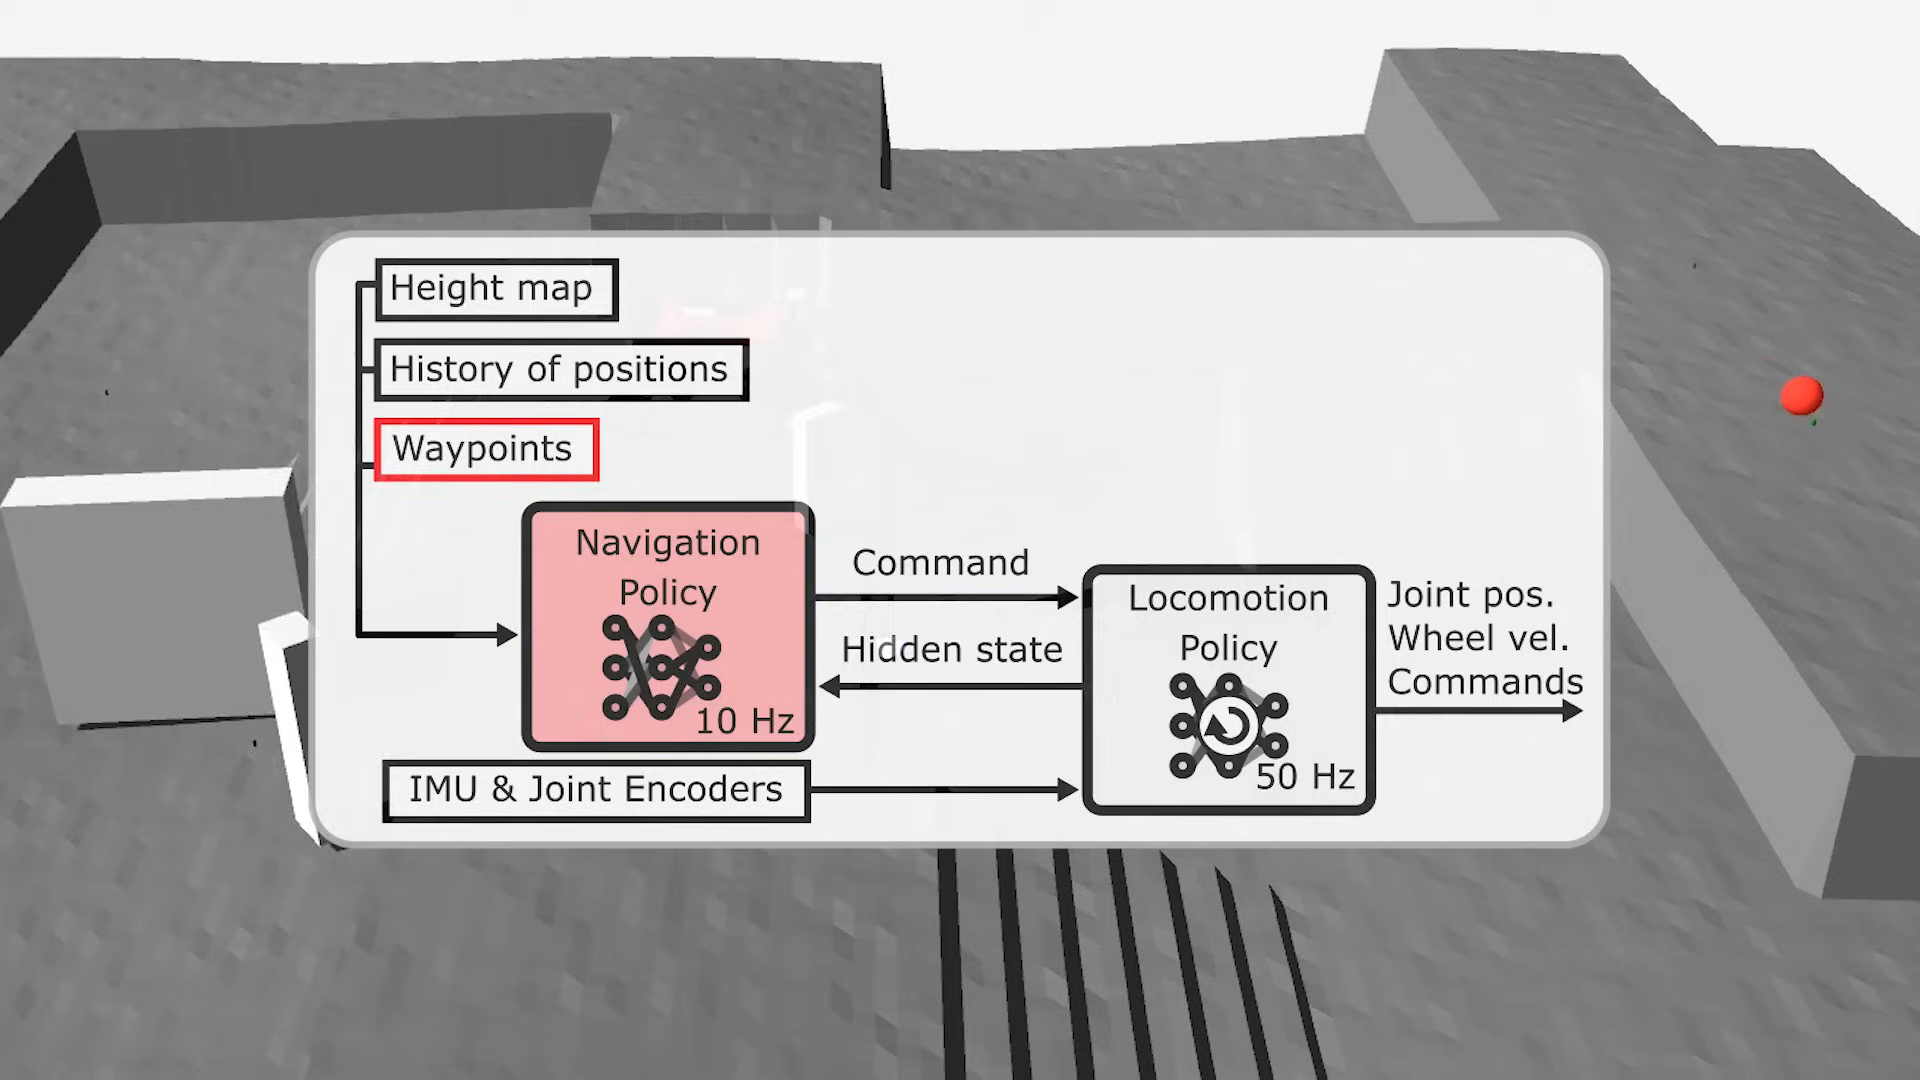 Height map
History of positions
Waypoints
Navigation
Policy
10 Hz
Command
Hidden state
IMU & Joint Encoders
Locomotion
Policy
50 Hz
Joint pos.
Wheel vel.
Commands